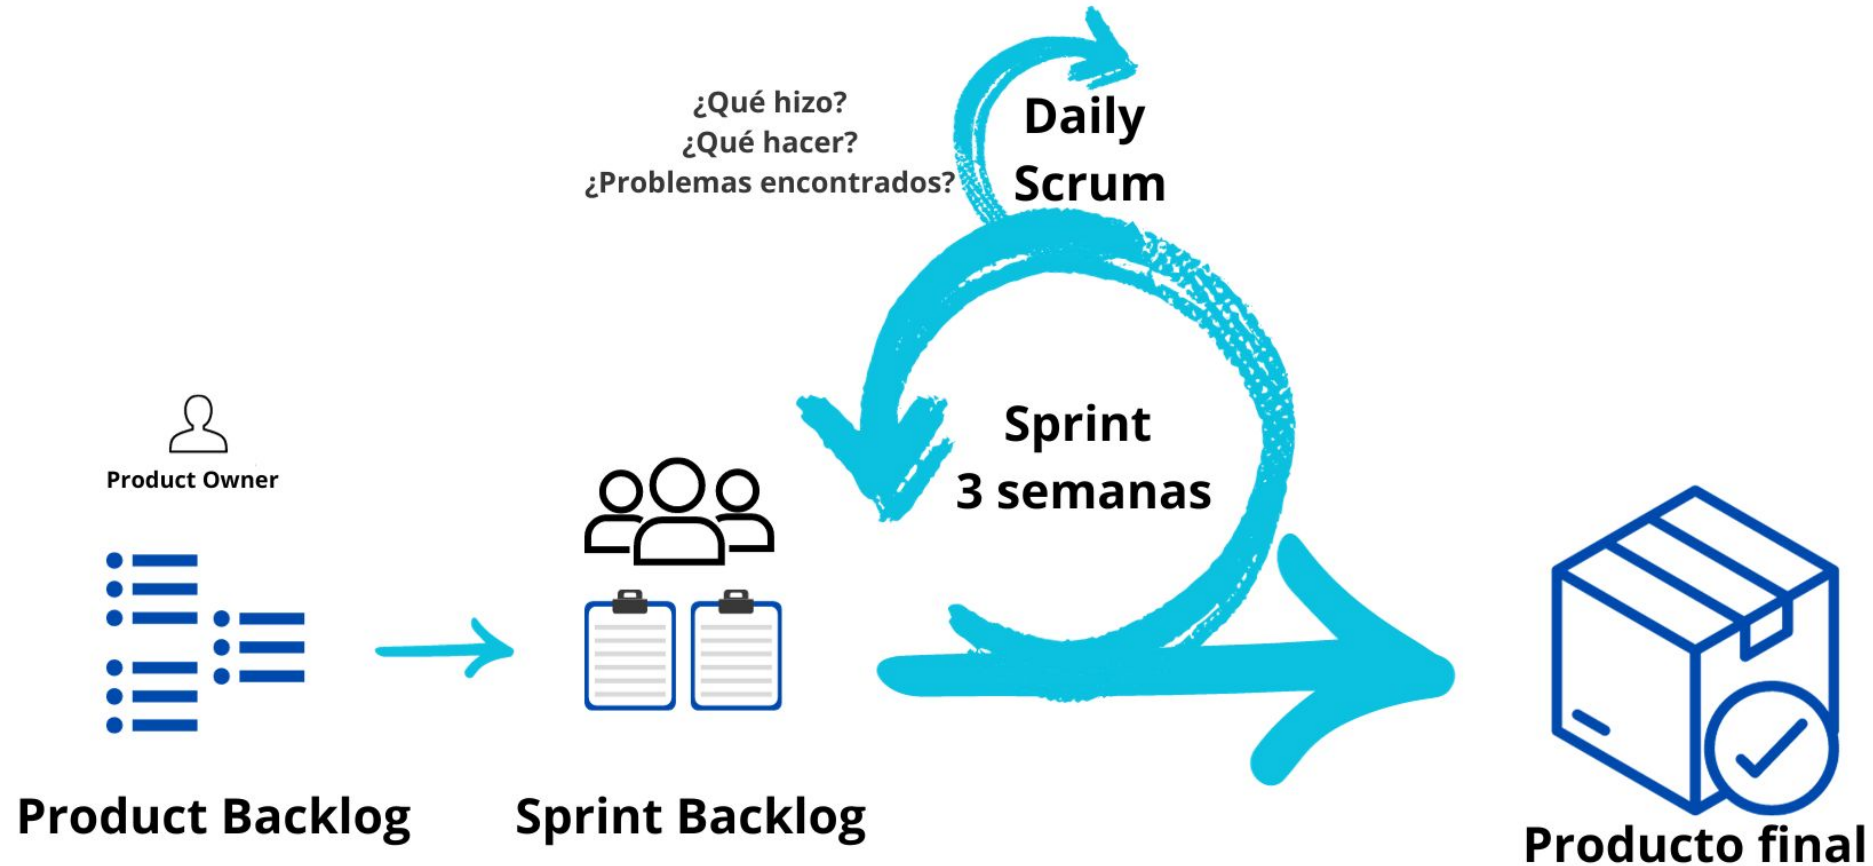 ¿Qué hizo?
¿Qué hacer?
¿Problemas encontrados?
Daily
Scrum
Sprint
3 semanas
Product Owner
Product Backlog
Sprint Backlog
Producto final